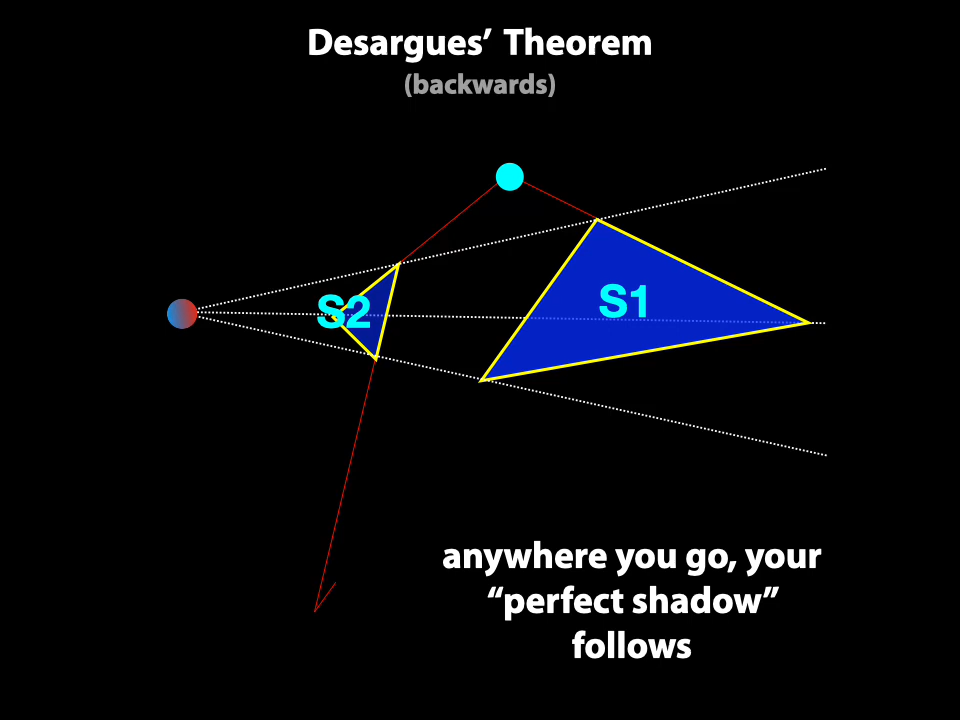 Desargues’ Theorem
(backwards)
S2
S1
anywhere you go, your
“perfect shadow”
follows